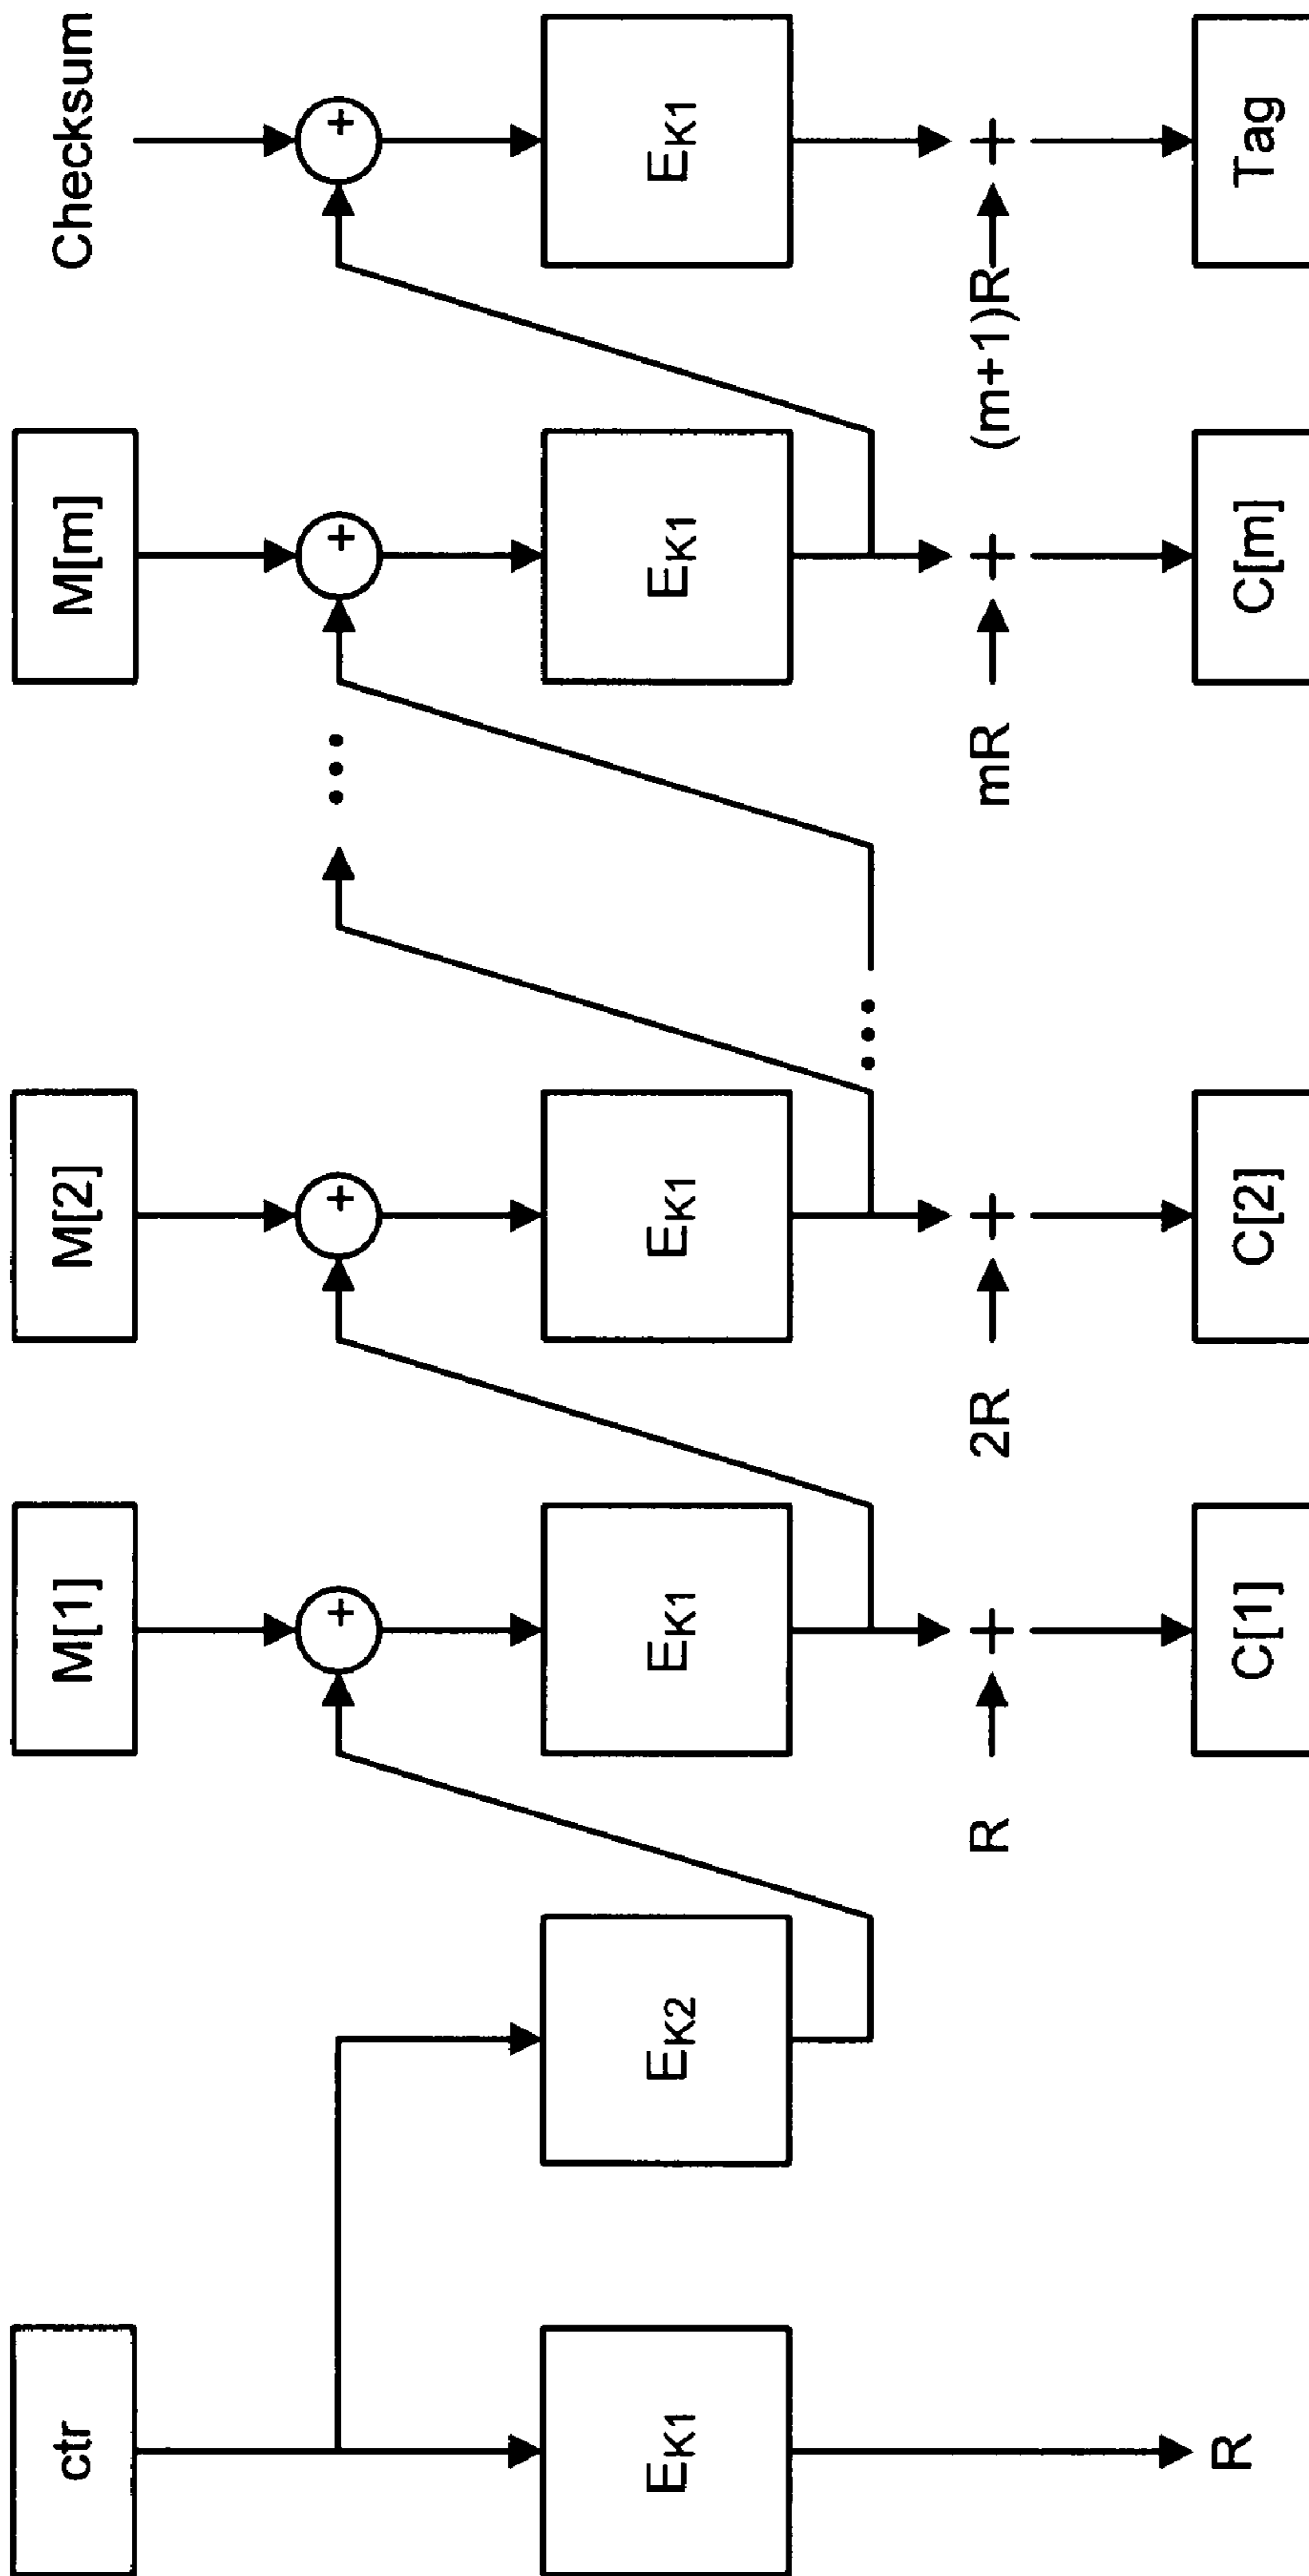 ctr M[1] M[2] M[m] Checksum
+ + + +
... 
EK1 EK2 EK1 EK1 EK1 EK1
...
R + 2R + mR + (m+1)R +
R C[1] C[2] C[m] Tag